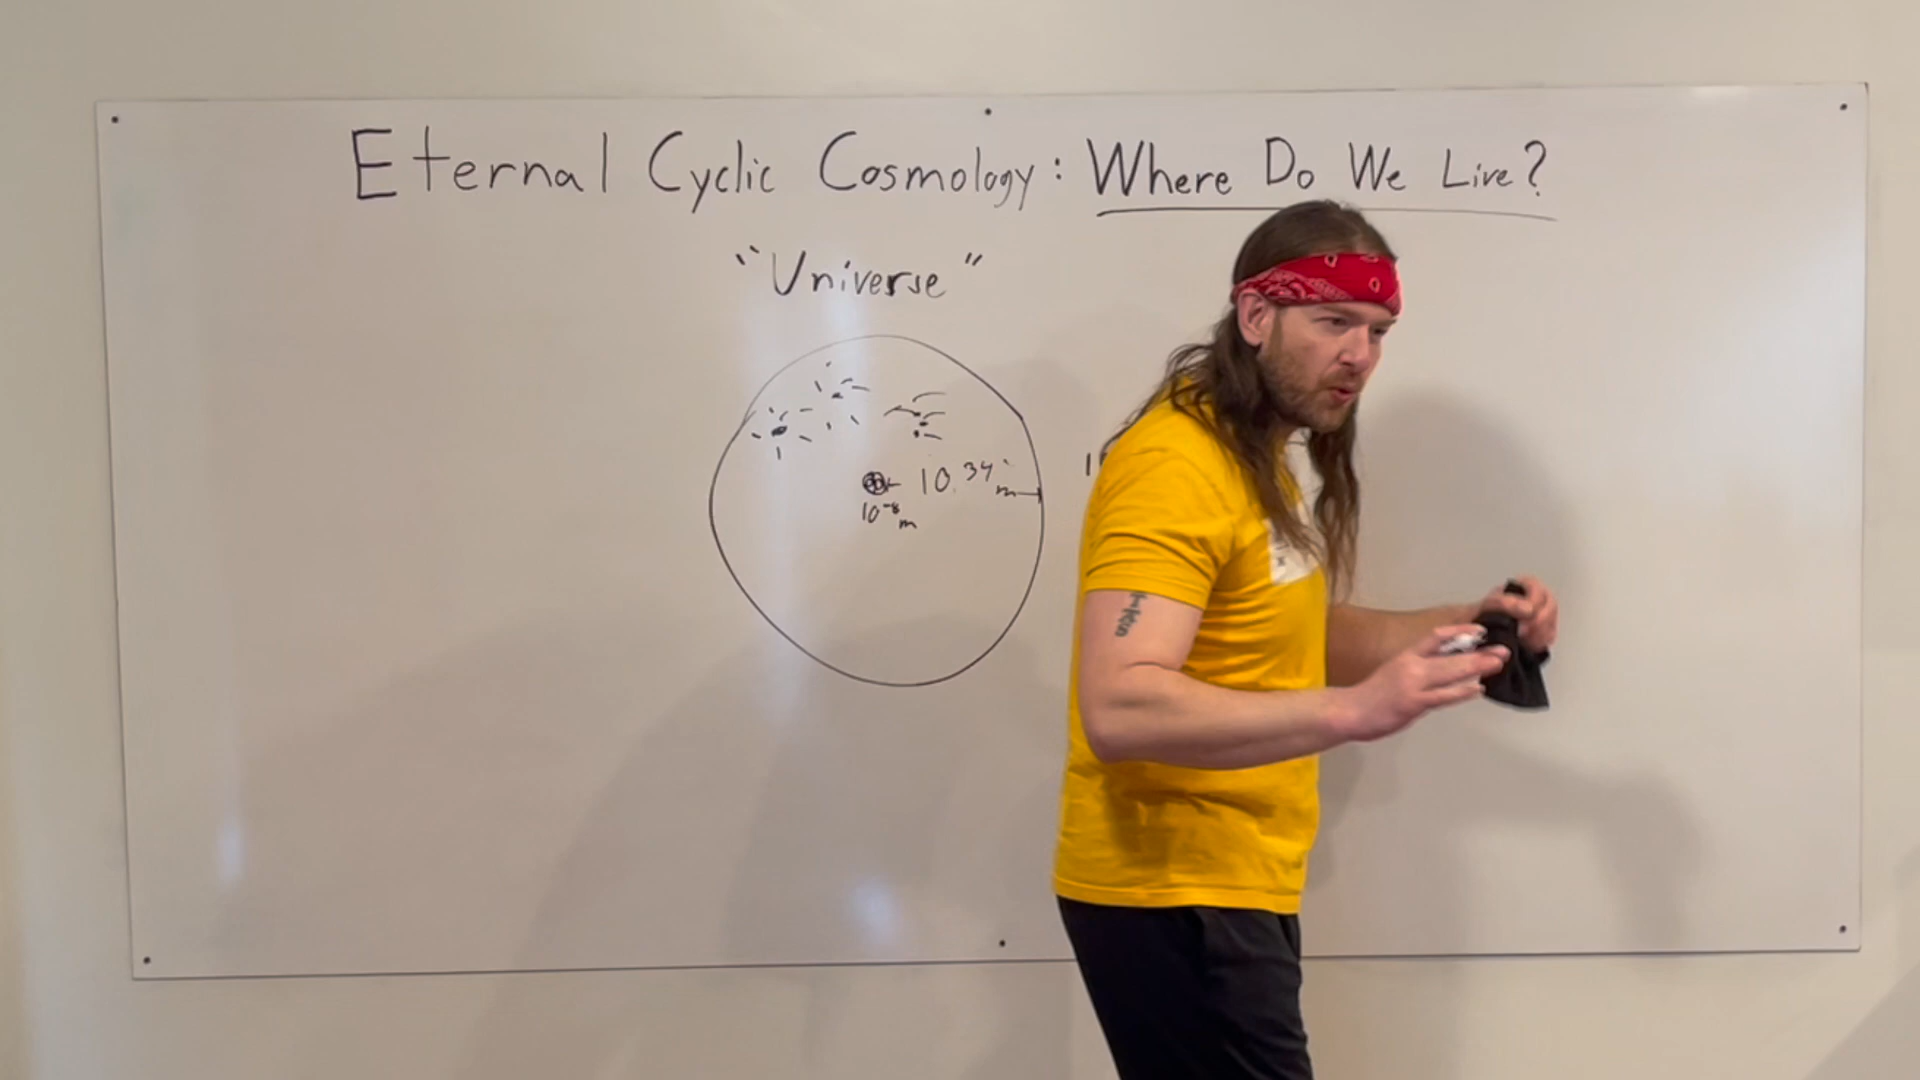 Eternal Cyclic Cosmology: Where Do We Live?
"Universe"
10.34 m
10⁻⁸ m